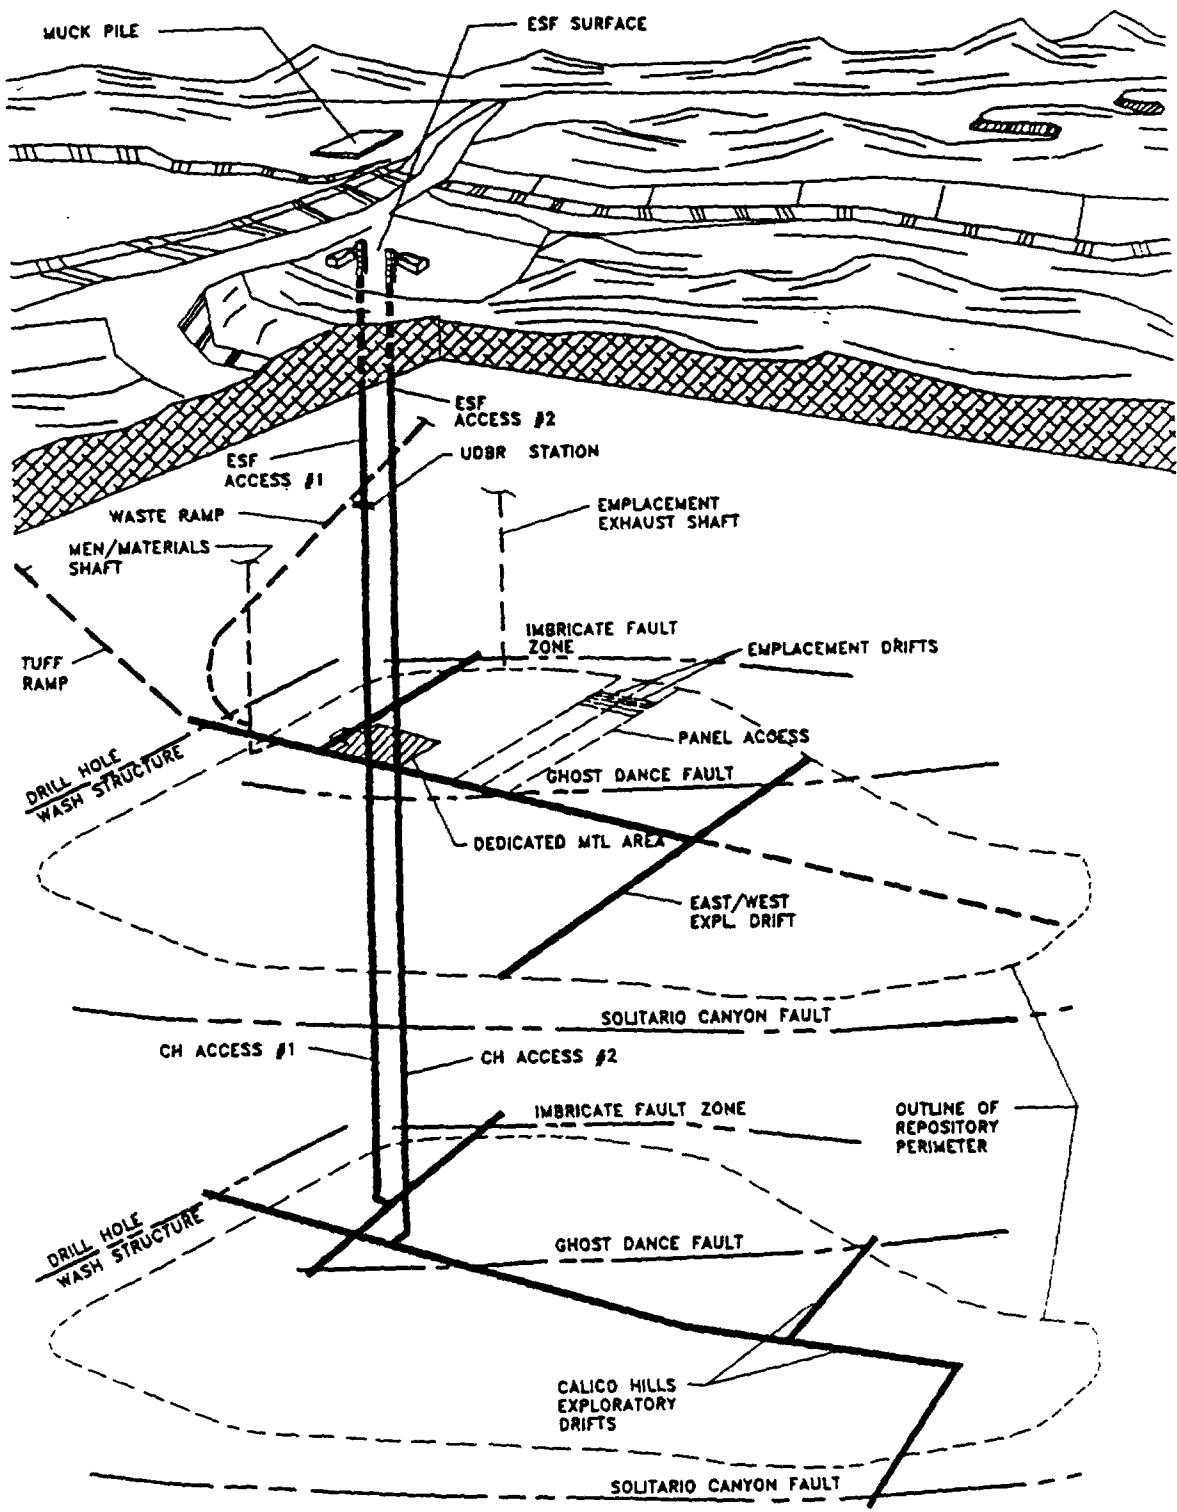 MUCK PILE
ESF SURFACE
ESF
ACCESS #2
ESF
ACCESS #1
UDBR STATION
WASTE RAMP
EMPLACEMENT
EXHAUST SHAFT
MEN/MATERIALS
SHAFT
TUFF
RAMP
IMBRICATE FAULT
ZONE
EMPLACEMENT DRIFTS
PANEL ACCESS
DRILL HOLE
WASH STRUCTURE
GHOST DANCE FAULT
DEDICATED MTL AREA
EAST/WEST
EXPL. DRIFT
SOLITARIO CANYON FAULT
CH ACCESS #1
CH ACCESS #2
IMBRICATE FAULT ZONE
OUTLINE OF
REPOSITORY
PERIMETER
DRILL HOLE
WASH STRUCTURE
GHOST DANCE FAULT
CALICO HILLS
EXPLORATORY
DRIFTS
SOLITARIO CANYON FAULT